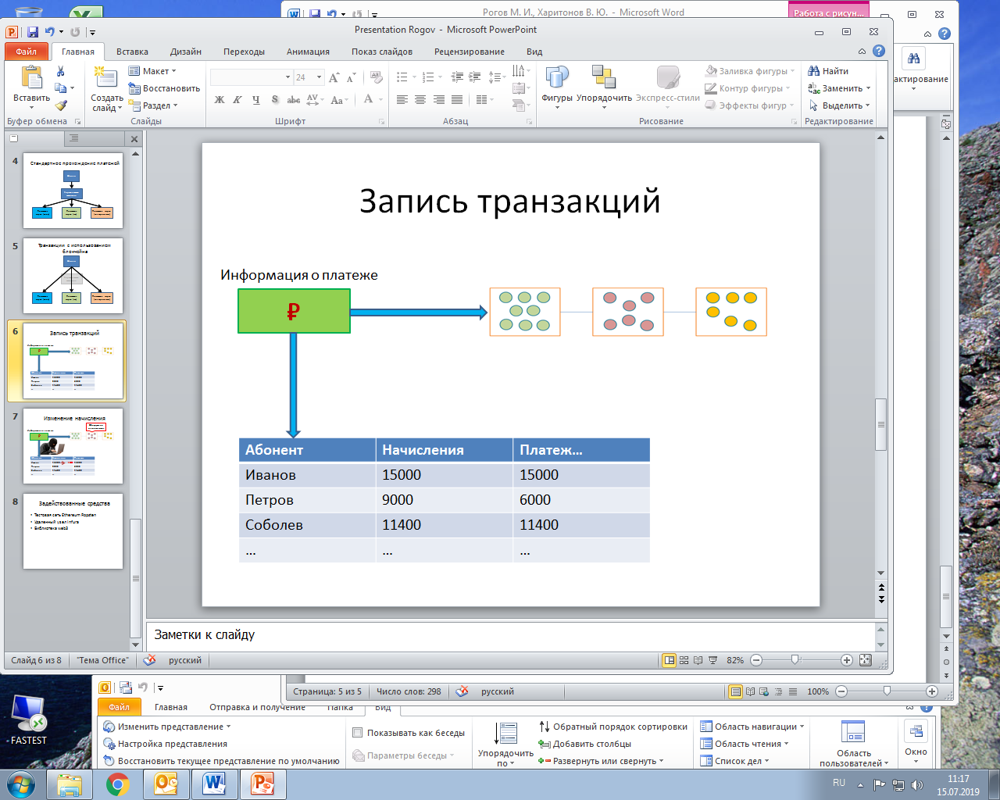 Рогов М. И., Харитонов В. Ю. - Microsoft Word
Работа с рисун...
Presentation Rogov - Microsoft PowerPoint
Файл
Главная
Вставка
Дизайн
Переходы
Анимация
Показ слайдов
Рецензирование
Вид
Вставить
Буфер обмена
Создать слайд
Макет
Восстановить
Раздел
Слайды
24
Ж К Ч S abc AV Aa A
Шрифт
Абзац
Фигуры
Упорядочить
Экспресс-стили
Заливка фигуры
Контур фигуры
Эффекты фигур
Рисование
Найти
Заменить
Выделить
Редактирование
актирование
4
Стандартное прохождение платежей
5
Транзакции с использованием
блокчейна
6
Запись транзакций
7
Изменение начисления
8
Задействованные средства
Тестовая сеть Ethereum Ropsten
Удаленный узел Infura
Библиотека web3
Запись транзакций
Информация о платеже
₽
Абонент Начисления Платеж...
Иванов 15000 15000
Петров 9000 6000
Соболев 11400 11400
... ... ...
Заметки к слайду
Слайд 6 из 8
"Тема Office"
русский
82%
Страница: 5 из 5
Число слов: 298
русский
100%
Файл
Главная
Отправка и получение
Папка
Вид
Изменить представление
Настройка представления
Восстановить текущее представление по умолчанию
Показывать как беседы
Параметры беседы
Упорядочить
по
Обратный порядок сортировки
Добавить столбцы
Развернуть или свернуть
Область навигации
Область чтения
Список дел
Область
пользователей
Окно
FASTEST
RU
11:17
15.07.2019